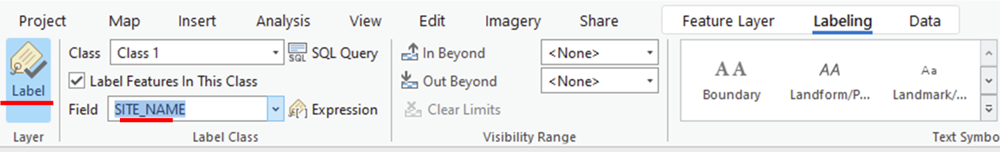 Project Map Insert Analysis View Edit Imagery Share Feature Layer Labeling Data
Label
Layer
Class Class 1 SQL SQL Query
Label Features In This Class
Field SITE_NAME Expression
Label Class
In Beyond <None>
Out Beyond <None>
Clear Limits
Visibility Range
AA AA Aa
Boundary Landform/P... Landmark/...
Text Symbo